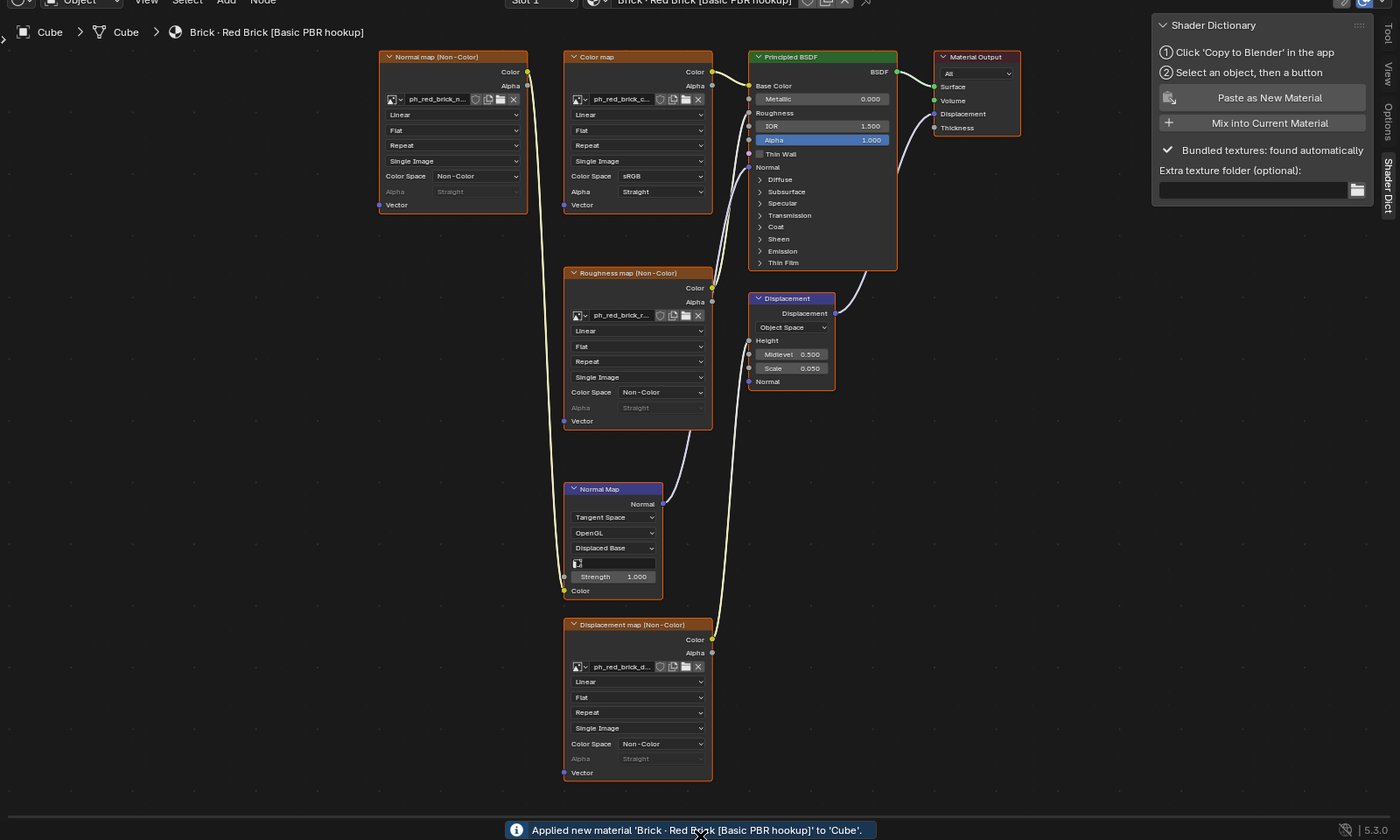 Object
View
Select
Add
Node
Slot 1
Brick · Red Brick [Basic PBR hookup]
Cube
Cube
Brick · Red Brick [Basic PBR hookup]
Normal map (Non-Color)
Color
Alpha
ph_red_brick_n...
Linear
Flat
Repeat
Single Image
Color Space
Non-Color
Alpha
Straight
Vector
Color map
Color
Alpha
ph_red_brick_c...
Linear
Flat
Repeat
Single Image
Color Space
sRGB
Alpha
Straight
Vector
Roughness map (Non-Color)
Color
Alpha
ph_red_brick_r...
Linear
Flat
Repeat
Single Image
Color Space
Non-Color
Alpha
Straight
Vector
Normal Map
Normal
Tangent Space
OpenGL
Displaced Base
Strength 1.000
Color
Displacement map (Non-Color)
Color
Alpha
ph_red_brick_d...
Linear
Flat
Repeat
Single Image
Color Space
Non-Color
Alpha
Straight
Vector
Principled BSDF
BSDF
Base Color
Metallic 0.000
Roughness
IOR 1.500
Alpha 1.000
Thin Wall
Normal
Diffuse
Subsurface
Specular
Transmission
Coat
Sheen
Emission
Thin Film
Displacement
Displacement
Object Space
Height
Midlevel 0.500
Scale 0.050
Normal
Material Output
All
Surface
Volume
Displacement
Thickness
Shader Dictionary
1 Click 'Copy to Blender' in the app
2 Select an object, then a button
Paste as New Material
Mix into Current Material
Bundled textures: found automatically
Extra texture folder (optional):
Tool
View
Options
Shader Dict
Applied new material 'Brick · Red Brick [Basic PBR hookup]' to 'Cube'.
5.3.0